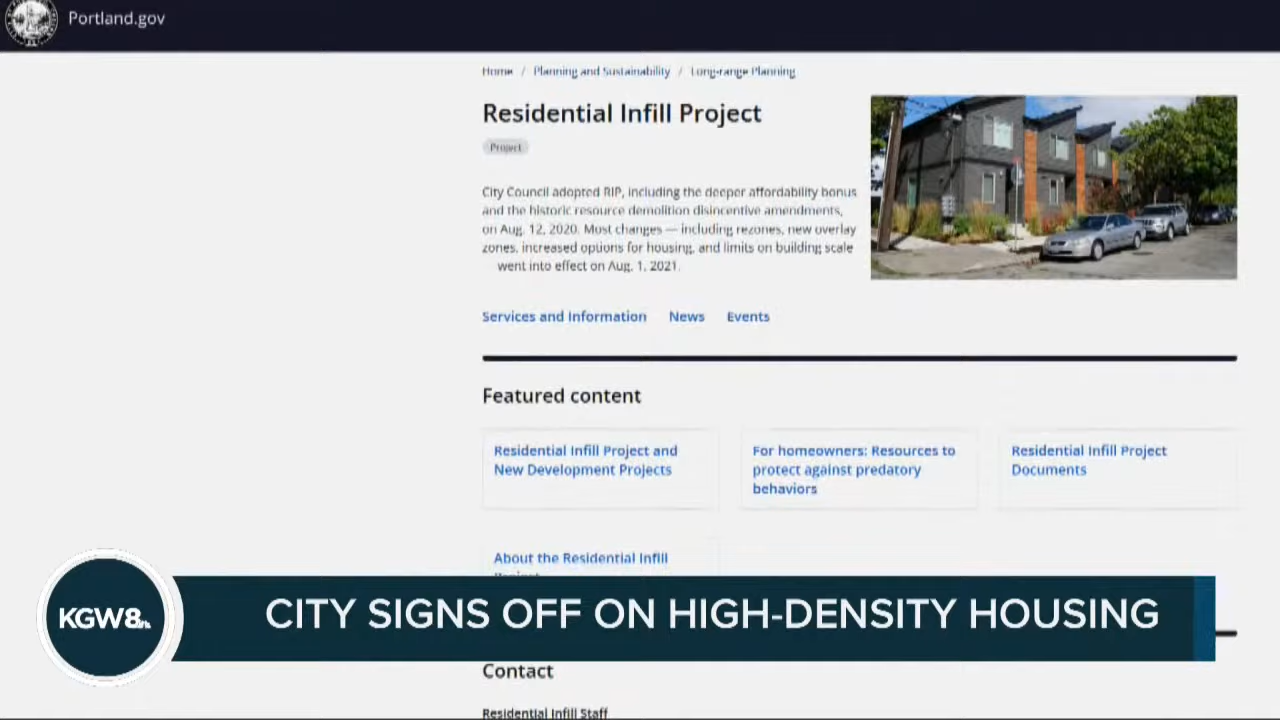 Portland.gov
Home / Planning and Sustainability / Long-range Planning
Residential Infill Project
Project
City Council adopted RIP, including the deeper affordability bonus
and the historic resource demolition disincentive amendments,
on Aug. 12, 2020. Most changes — including rezones, new overlay
zones, increased options for housing, and limits on building scale
went into effect on Aug. 1, 2021.
Services and Information News Events
Featured content
Residential Infill Project and
New Development Projects
For homeowners: Resources to
protect against predatory
behaviors
Residential Infill Project
Documents
About the Residential Infill
KGW8
CITY SIGNS OFF ON HIGH-DENSITY HOUSING
Contact
Residential Infill Staff